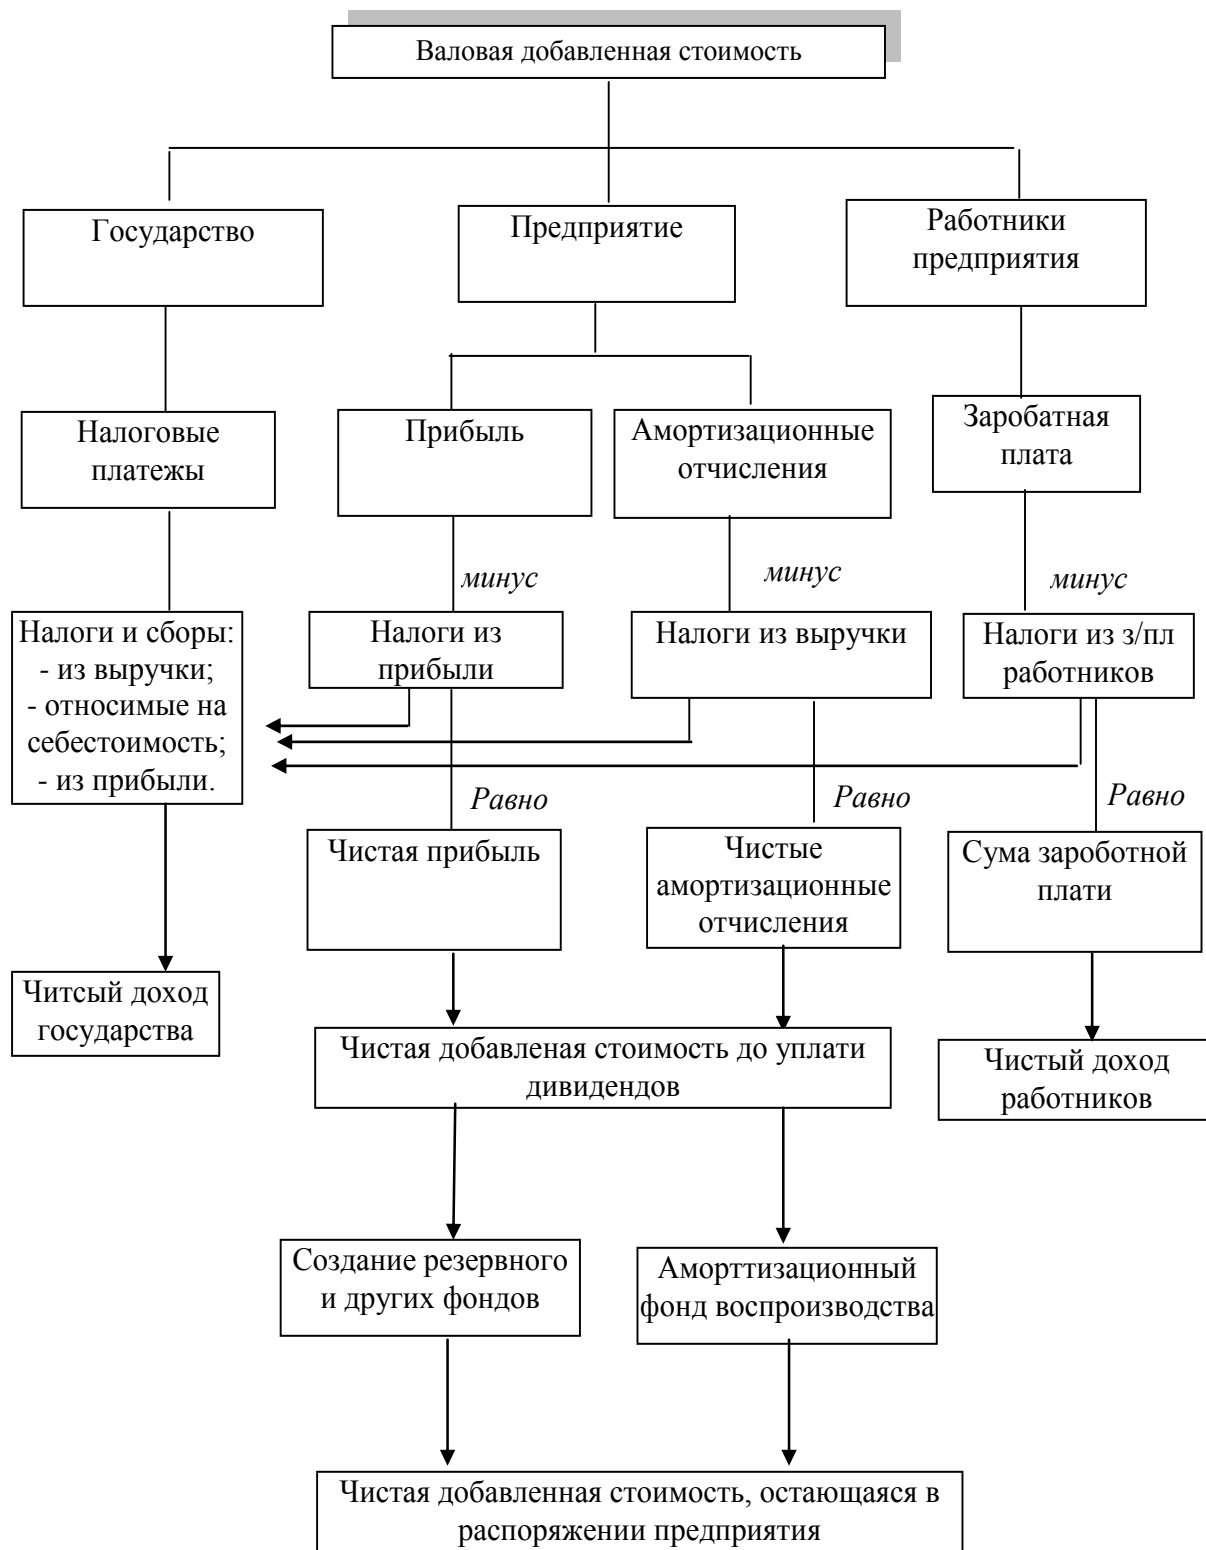 Валовая добавленная стоимость
Государство
Предприятие
Работники
предприятия
Налоговые
платежы
Прибыль
Амортизационные
отчисления
Заробатная
плата
минус
минус
минус
Налоги и сборы:
- из выручки;
- относимые на
себестоимость;
- из прибыли.
Налоги из
прибыли
Налоги из выручки
Налоги из з/пл
работников
Равно
Равно
Равно
Чистая прибыль
Чистые
амортизационные
отчисления
Сума зароботной
плати
Читсый доход
государства
Чистая добавленая стоимость до уплати
дивидендов
Чистый доход
работников
Создание резервного
и других фондов
Аморттизационный
фонд воспроизводства
Чистая добавленная стоимость, остающаяся в
распоряжении предприятия